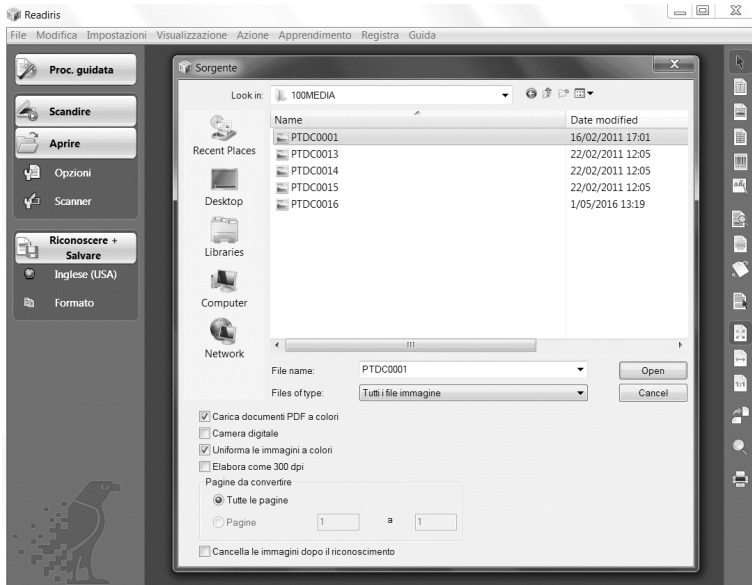 Readiris
File Modifica Impostazioni Visualizzazione Azione Apprendimento Registra Guida
Proc. guidata
Scandire
Aprire
Opzioni
Scanner
Riconoscere +
Salvare
Inglese (USA)
Formato
Sorgente
Look in: 100MEDIA
Recent Places
Desktop
Libraries
Computer
Network
Name Date modified
PTDC0001 16/02/2011 17:01
PTDC0013 22/02/2011 12:05
PTDC0014 22/02/2011 12:05
PTDC0015 22/02/2011 12:05
PTDC0016 1/05/2016 13:19
File name: PTDC0001 Open
Files of type: Tutti i file immagine Cancel
Carica documenti PDF a colori
Camera digitale
Uniforma le immagini a colori
Elabora come 300 dpi
Pagine da convertire
Tutte le pagine
Pagine 1 a 1
Cancella le immagini dopo il riconoscimento
1:1